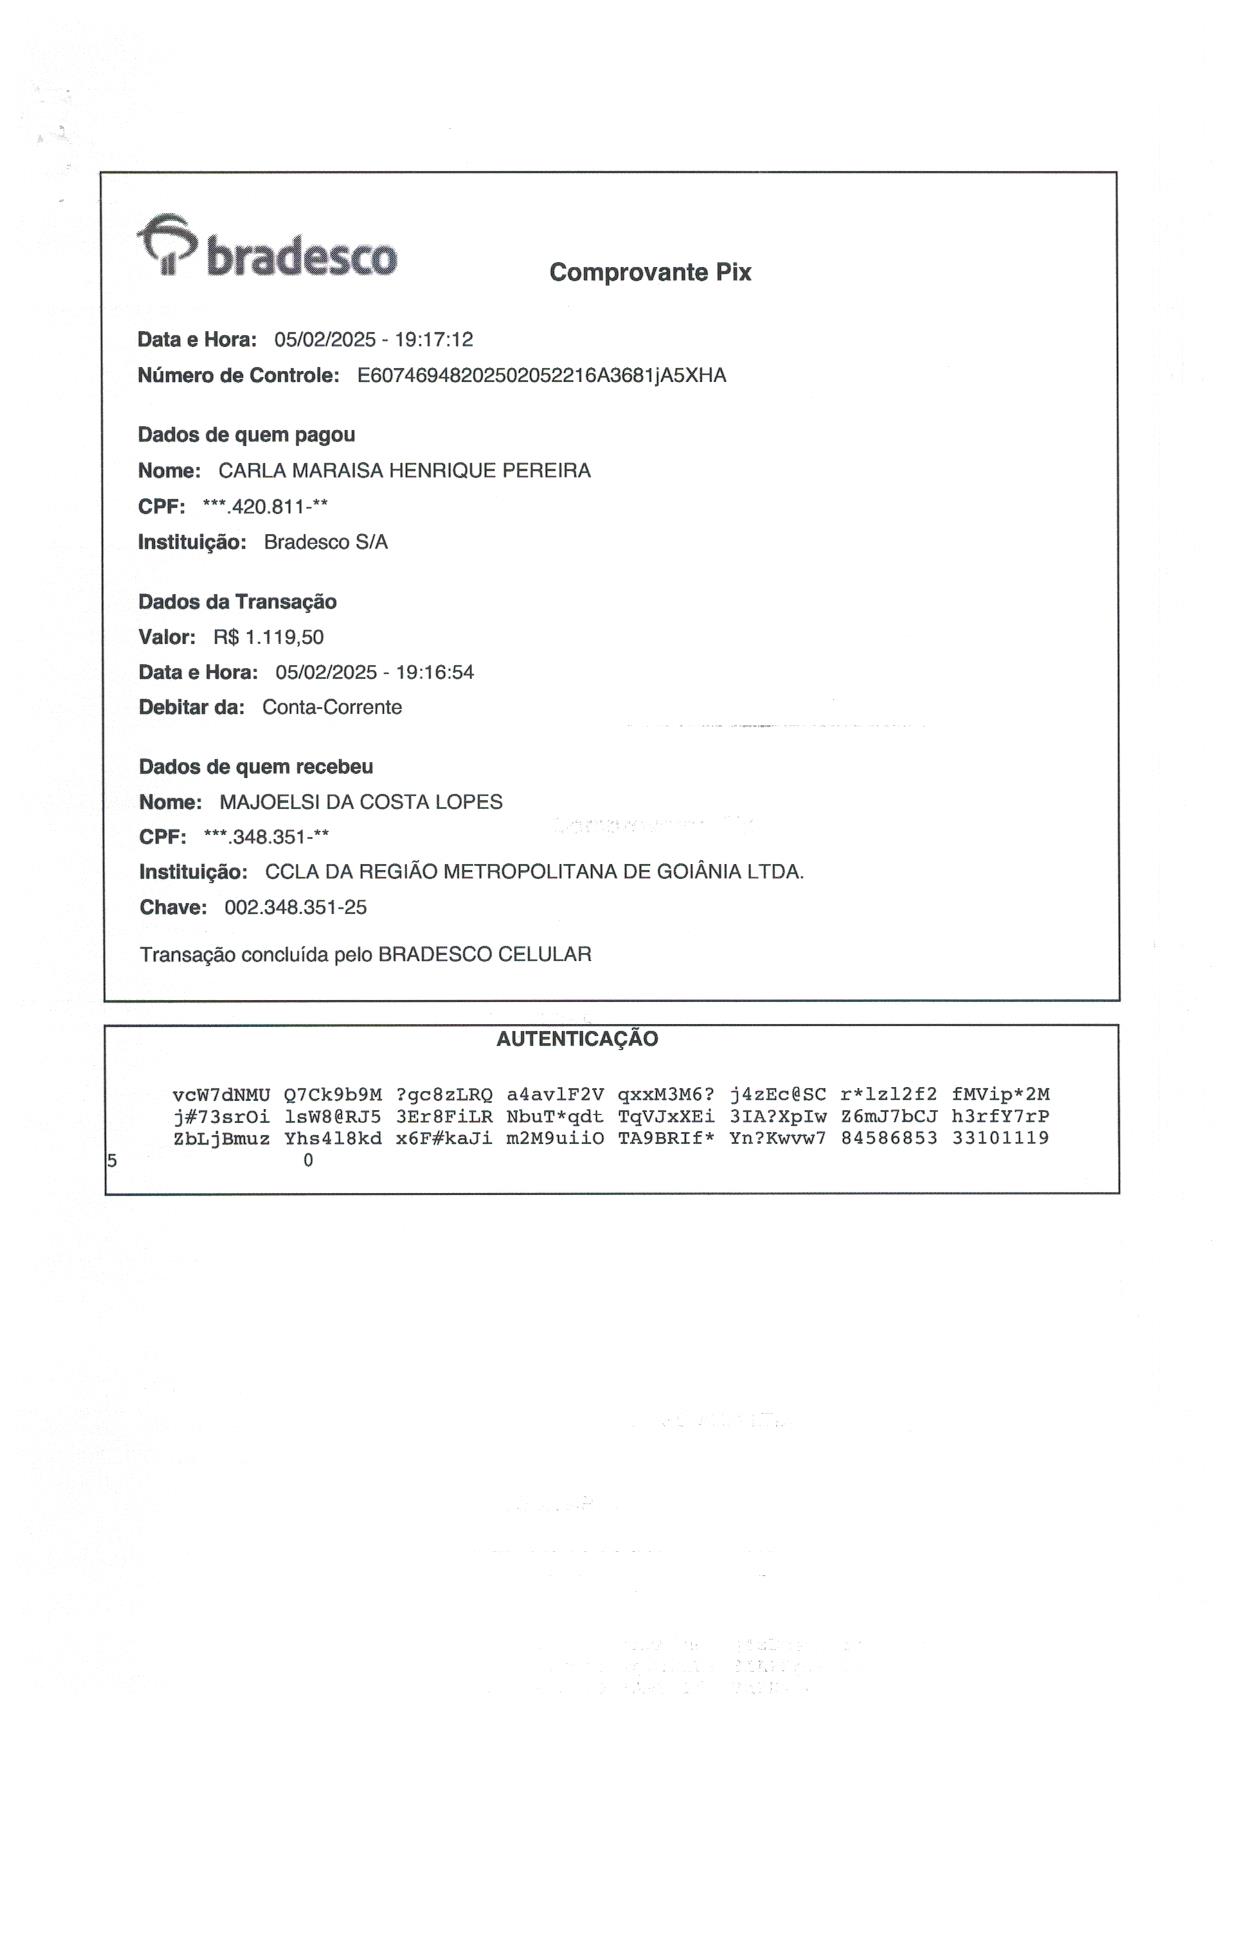 bradesco
Comprovante Pix
Data e Hora: 05/02/2025 - 19:17:12
Número de Controle: E60746948202502052216A3681jA5XHA
Dados de quem pagou
Nome: CARLA MARAISA HENRIQUE PEREIRA
CPF: ***.420.811-**
Instituição: Bradesco S/A
Dados da Transação
Valor: R$ 1.119,50
Data e Hora: 05/02/2025 - 19:16:54
Debitar da: Conta-Corrente
Dados de quem recebeu
Nome: MAJOELSI DA COSTA LOPES
CPF: ***.348.351-**
Instituição: CCLA DA REGIÃO METROPOLITANA DE GOIÂNIA LTDA.
Chave: 002.348.351-25
Transação concluída pelo BRADESCO CELULAR
AUTENTICAÇÃO
vcW7dNMU Q7Ck9b9M ?gc8zLRQ a4avlF2V qxxM3M6? j4zEc@SC r*lzl2f2 fMVip*2M
j#73srOi lsW8@RJ5 3Er8FiLR NbuT*qdt TqVJxXEi 3IA?XpIw Z6mJ7bCJ h3rfY7rP
ZbLjBmuz Yhs4l8kd x6F#kaJi m2M9uiiO TA9BRIf* Yn?Kwvw7 84586853 33101119
5 0